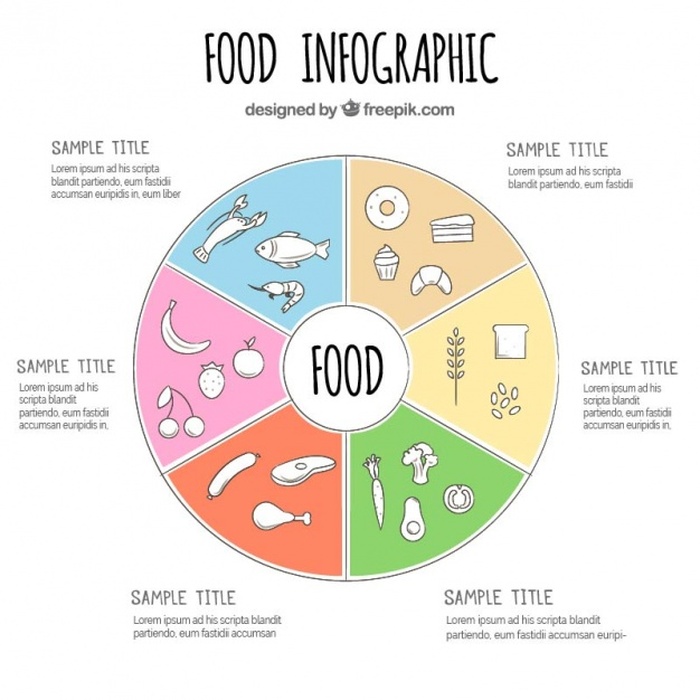 FOOD INFOGRAPHIC
designed by freepik.com
SAMPLE TITLE
Lorem ipsum ad his scripta
blandit partiendo, eum fastidii
accumsan euripidis in, eum liber
SAMPLE TITLE
Lorem ipsum ad his scripta
blandit partiendo, eum fastidii
SAMPLE TITLE
Lorem ipsum ad his
scripta blandit
partiendo, eum fastidii
accumsan euripidis in,
FOOD
SAMPLE TITLE
Lorem ipsum ad his
scripta blandit
partiendo, eum fastidii
accumsan euripidis in,
SAMPLE TITLE
Lorem ipsum ad his scripta blandit
partiendo, eum fastidii accumsan
SAMPLE TITLE
Lorem ipsum ad his scripta blandit
partiendo, eum fastidii accumsan euripi-